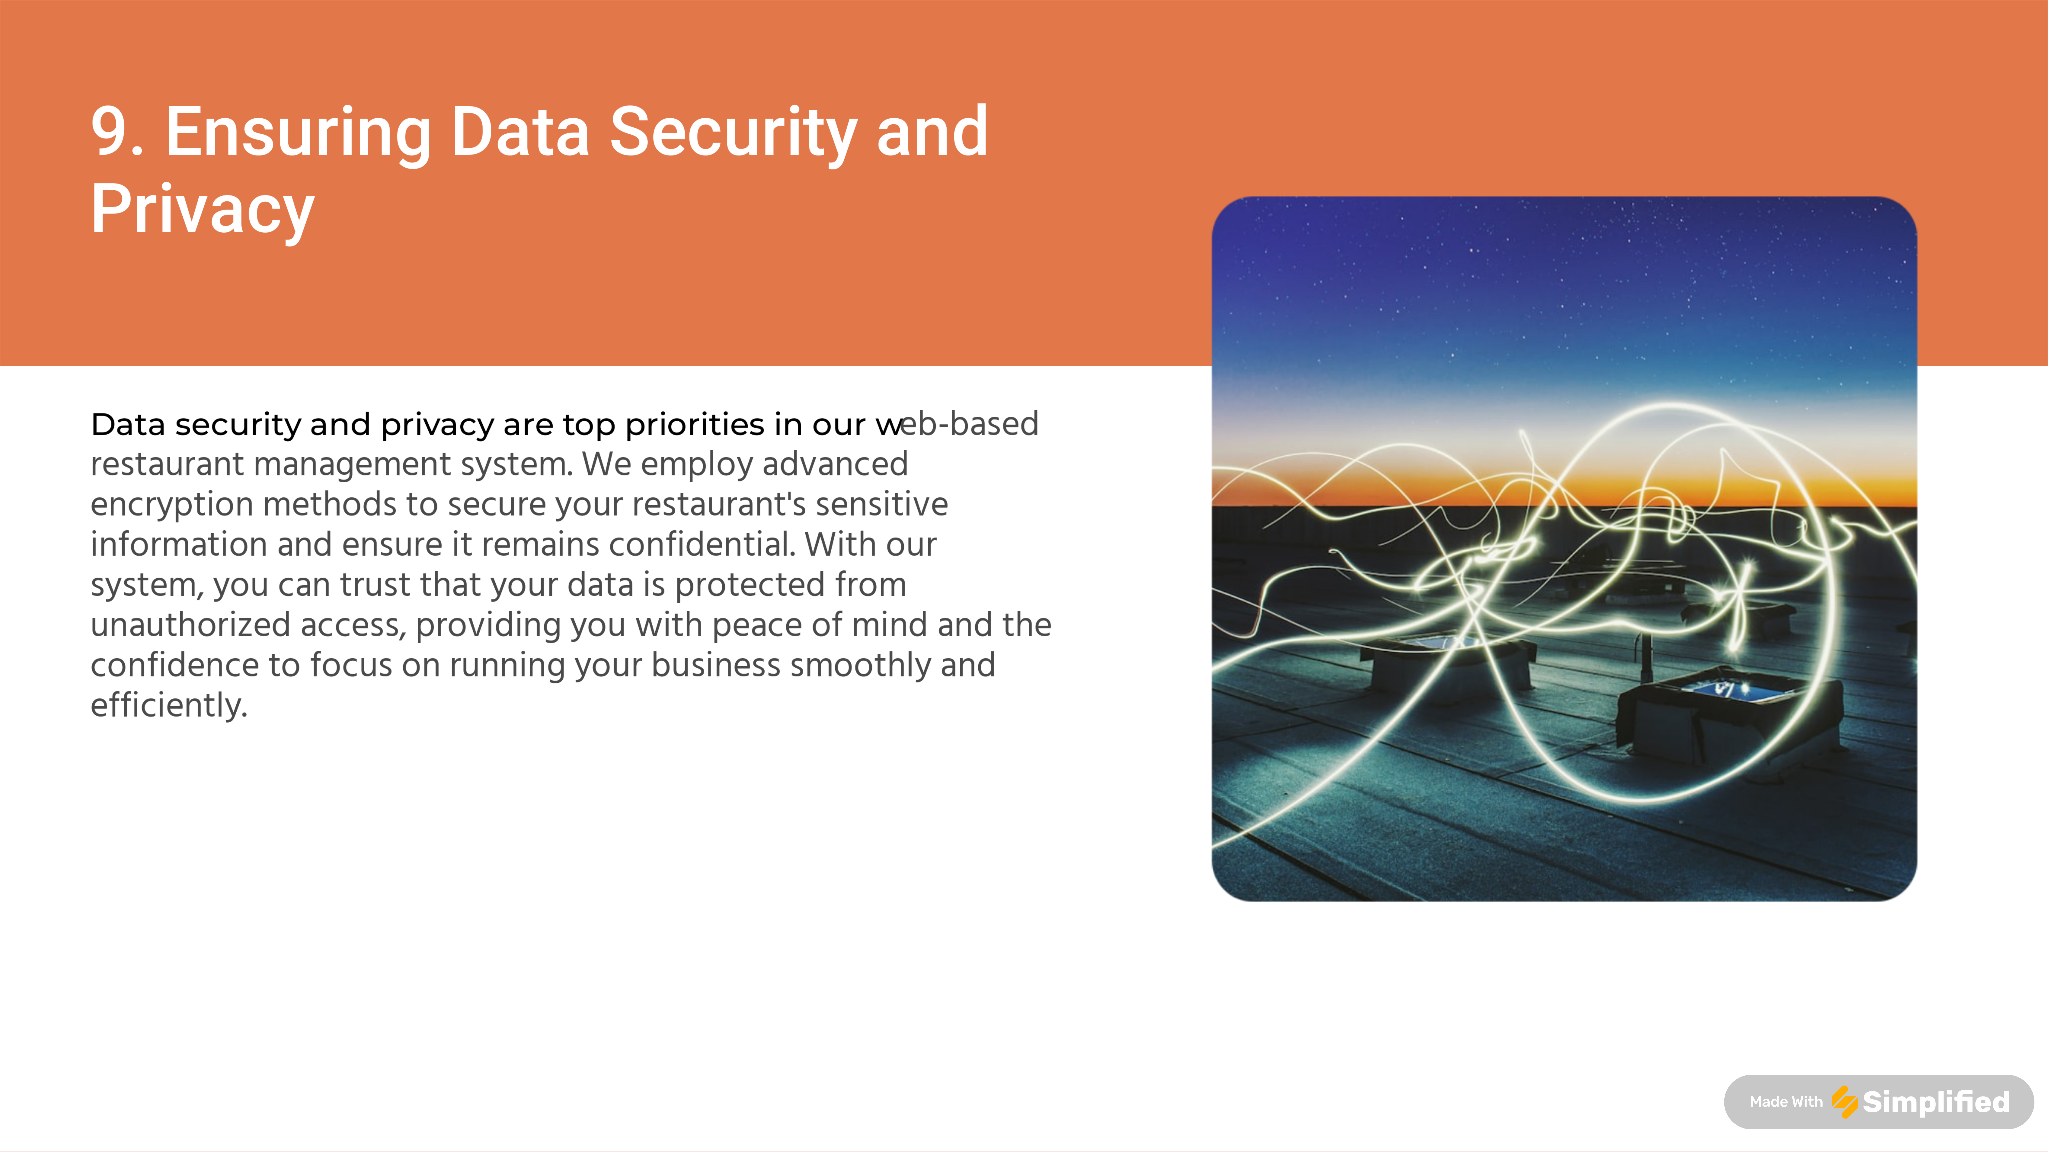 9. Ensuring Data Security and
Privacy
Data security and privacy are top priorities in our web-based
restaurant management system. We employ advanced
encryption methods to secure your restaurant's sensitive
information and ensure it remains confidential. With our
system, you can trust that your data is protected from
unauthorized access, providing you with peace of mind and the
confidence to focus on running your business smoothly and
efficiently.
Made With Simplified